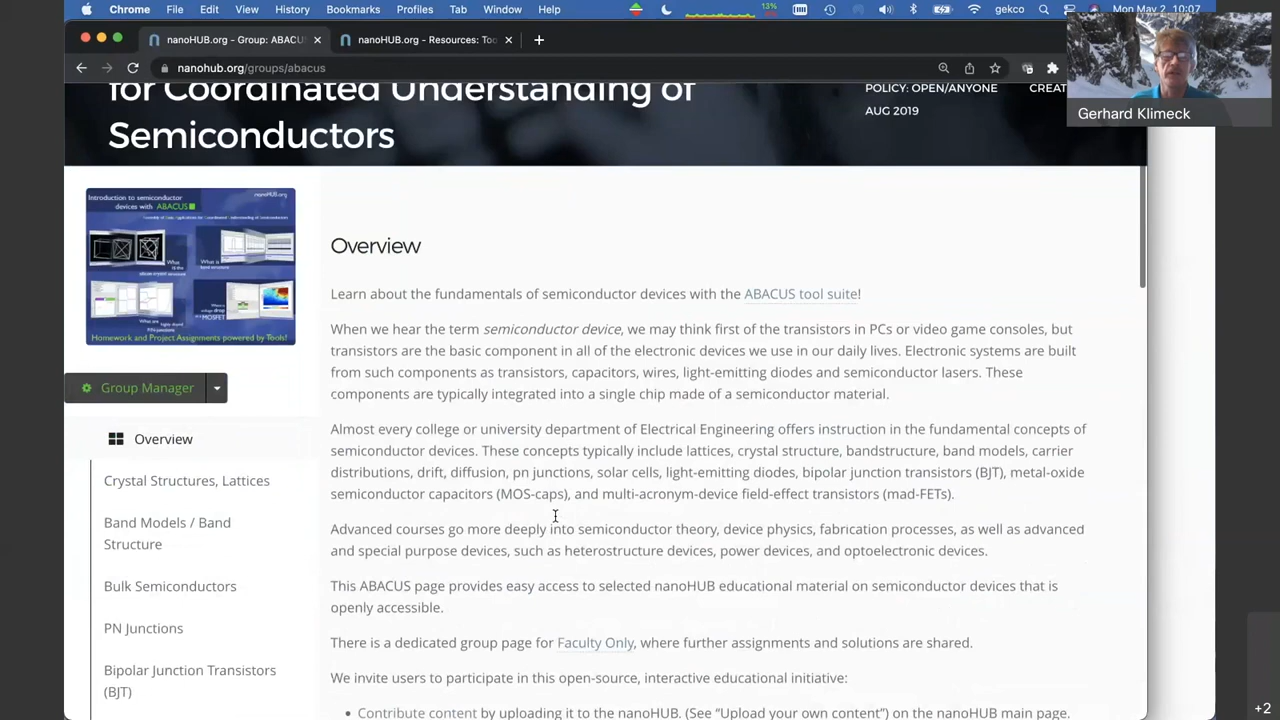 Chrome File Edit View History Bookmarks Profiles Tab Window Help 13% gekco Mon May 2 10:07
nanoHUB.org - Group: ABACU nanoHUB.org - Resources: Too
nanohub.org/groups/abacus
Gerhard Klimeck
for Coordinated Understanding of
Semiconductors
POLICY: OPEN/ANYONE CREAT
AUG 2019
Introduction to semiconductor
devices with ABACUS
nanoHUB.org
Homework and Project Assignments powered by Tools!
Group Manager
Overview
Crystal Structures, Lattices
Band Models / Band
Structure
Bulk Semiconductors
PN Junctions
Bipolar Junction Transistors
(BJT)
Overview
Learn about the fundamentals of semiconductor devices with the ABACUS tool suite!
When we hear the term semiconductor device, we may think first of the transistors in PCs or video game consoles, but
transistors are the basic component in all of the electronic devices we use in our daily lives. Electronic systems are built
from such components as transistors, capacitors, wires, light-emitting diodes and semiconductor lasers. These
components are typically integrated into a single chip made of a semiconductor material.
Almost every college or university department of Electrical Engineering offers instruction in the fundamental concepts of
semiconductor devices. These concepts typically include lattices, crystal structure, bandstructure, band models, carrier
distributions, drift, diffusion, pn junctions, solar cells, light-emitting diodes, bipolar junction transistors (BJT), metal-oxide
semiconductor capacitors (MOS-caps), and multi-acronym-device field-effect transistors (mad-FETs).
Advanced courses go more deeply into semiconductor theory, device physics, fabrication processes, as well as advanced
and special purpose devices, such as heterostructure devices, power devices, and optoelectronic devices.
This ABACUS page provides easy access to selected nanoHUB educational material on semiconductor devices that is
openly accessible.
There is a dedicated group page for Faculty Only, where further assignments and solutions are shared.
We invite users to participate in this open-source, interactive educational initiative:
• Contribute content by uploading it to the nanoHUB. (See “Upload your own content”) on the nanoHUB main page.
+2